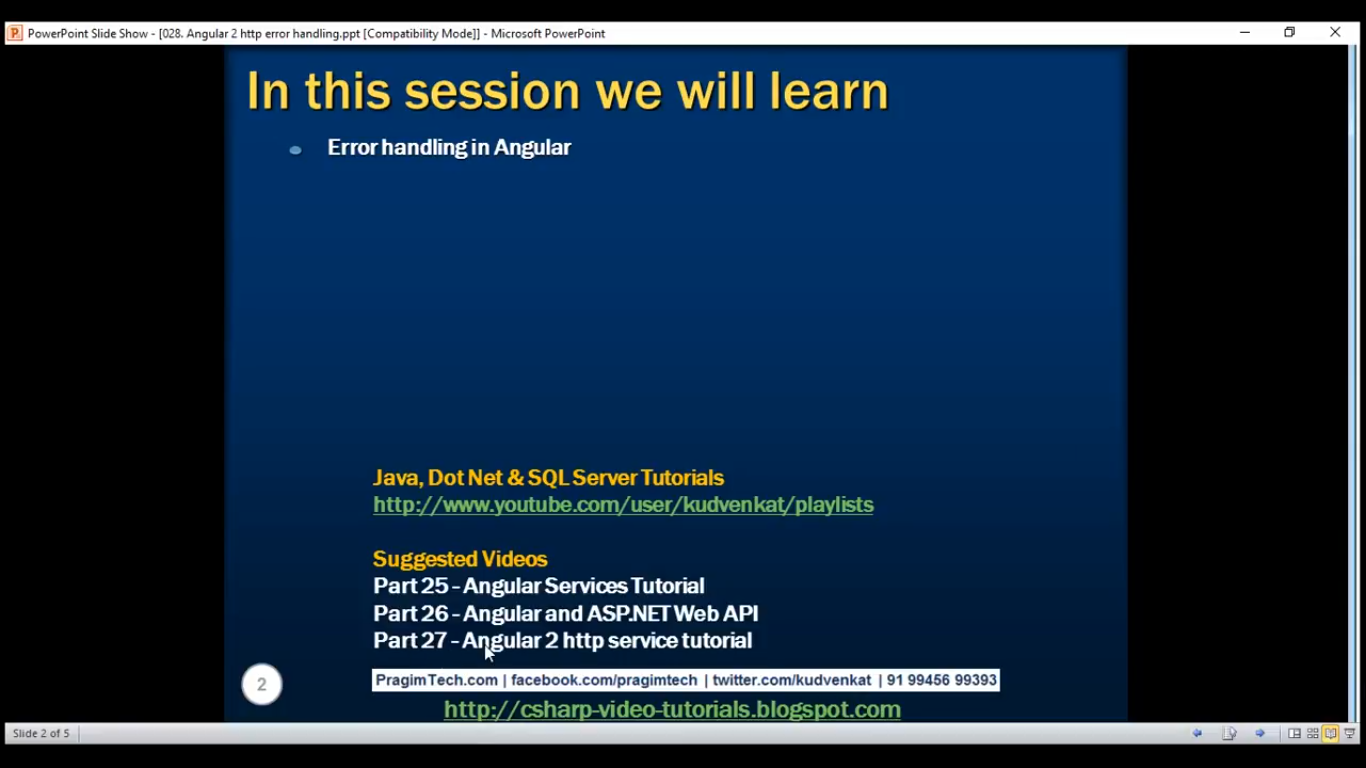 PowerPoint Slide Show - [028. Angular 2 http error handling.ppt [Compatibility Mode]] - Microsoft PowerPoint
In this session we will learn
Error handling in Angular
Java, Dot Net & SQL Server Tutorials
http://www.youtube.com/user/kudvenkat/playlists
Suggested Videos
Part 25 - Angular Services Tutorial
Part 26 - Angular and ASP.NET Web API
Part 27 - Angular 2 http service tutorial
2
PragimTech.com | facebook.com/pragimtech | twitter.com/kudvenkat | 91 99456 99393
http://csharp-video-tutorials.blogspot.com
Slide 2 of 5